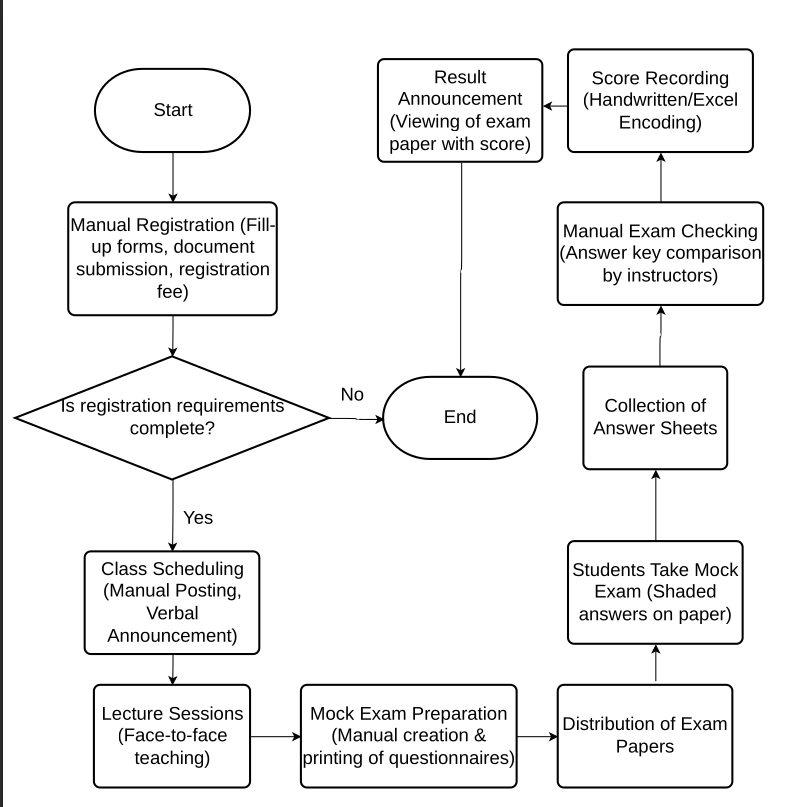 Start
Manual Registration (Fill-
up forms, document
submission, registration
fee)
Is registration requirements
complete?
No
End
Yes
Class Scheduling
(Manual Posting,
Verbal
Announcement)
Lecture Sessions
(Face-to-face
teaching)
Mock Exam Preparation
(Manual creation &
printing of questionnaires)
Distribution of Exam
Papers
Students Take Mock
Exam (Shaded
answers on paper)
Collection of
Answer Sheets
Manual Exam Checking
(Answer key comparison
by instructors)
Score Recording
(Handwritten/Excel
Encoding)
Result
Announcement
(Viewing of exam
paper with score)